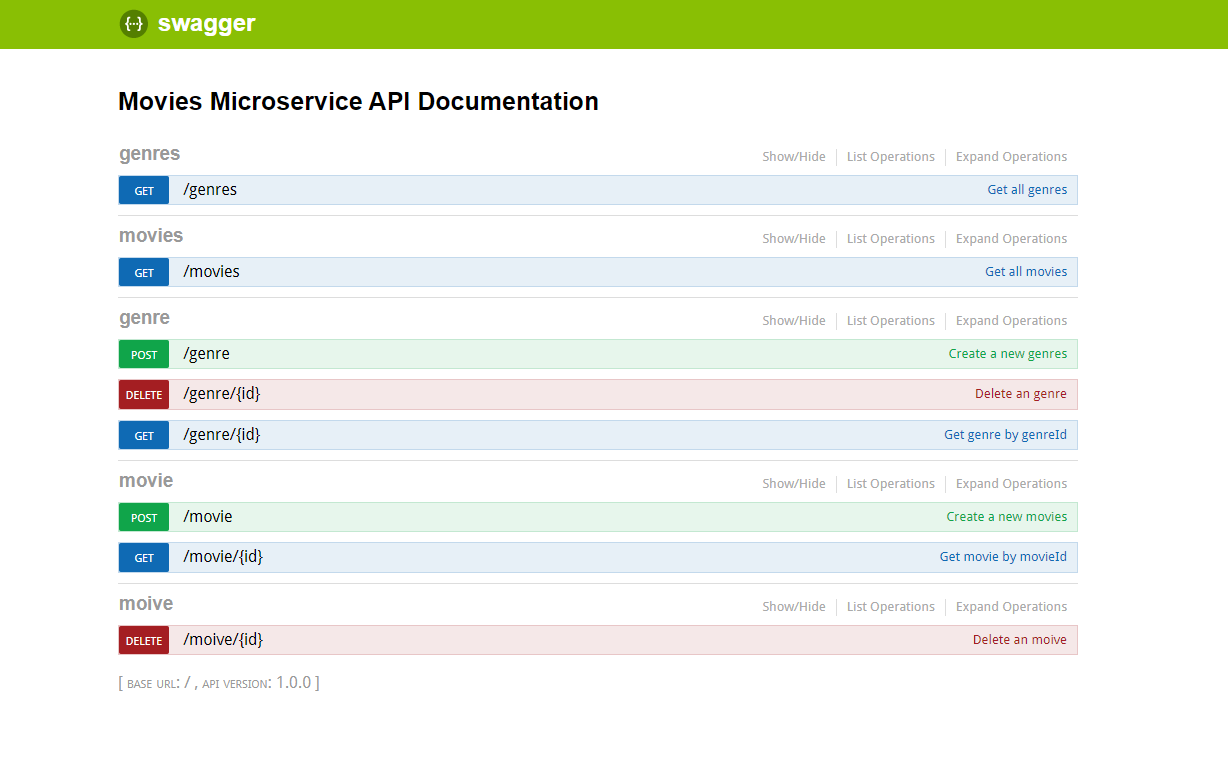 {···} swagger
Movies Microservice API Documentation
genres Show/Hide List Operations Expand Operations
GET /genres Get all genres
movies Show/Hide List Operations Expand Operations
GET /movies Get all movies
genre Show/Hide List Operations Expand Operations
POST /genre Create a new genres
DELETE /genre/{id} Delete an genre
GET /genre/{id} Get genre by genreId
movie Show/Hide List Operations Expand Operations
POST /movie Create a new movies
GET /movie/{id} Get movie by movieId
moive Show/Hide List Operations Expand Operations
DELETE /moive/{id} Delete an moive
[ BASE URL: / , API VERSION: 1.0.0 ]